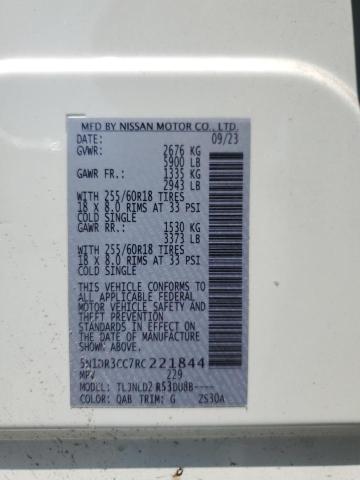 MFD BY NISSAN MOTOR CO., LTD.
DATE: 09/23
GVWR: 2676 KG
5900 LB
GAWR FR.: 1335 KG
2943 LB
WITH 255/60R18 TIRES
18 X 8.0 RIMS AT 33 PSI
COLD SINGLE
GAWR RR.: 1530 KG
3373 LB
WITH 255/60R18 TIRES
18 X 8.0 RIMS AT 33 PSI
COLD SINGLE
THIS VEHICLE CONFORMS TO
ALL APPLICABLE FEDERAL
MOTOR VEHICLE SAFETY
AND THEFT PREVENTION
STANDARDS IN EFFECT ON
THE DATE OF MANUFACTURE
SHOWN ABOVE
5N1DR3CC7RC221844
MPV 229
MODEL: TLJNLD2 R53DU8B----
COLOR: QAB TRIM: G 2S30A